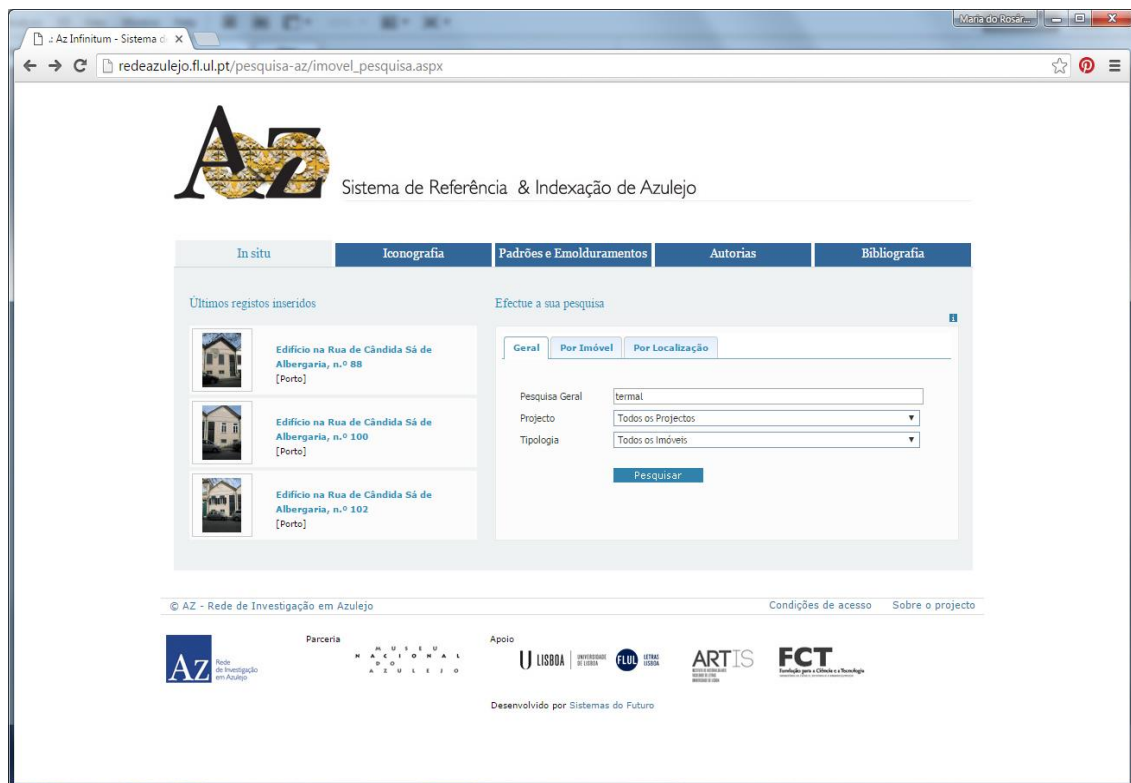 Maria do Rosár...
.: Az Infinitum - Sistema d
redeazulejo.fl.ul.pt/pesquisa-az/imovel_pesquisa.aspx
Az
Sistema de Referência & Indexação de Azulejo
In situ
Iconografia
Padrões e Emolduramentos
Autorias
Bibliografia
Últimos registos inseridos
Edifício na Rua de Cândida Sá de
Albergaria, n.º 88
[Porto]
Edifício na Rua de Cândida Sá de
Albergaria, n.º 100
[Porto]
Edifício na Rua de Cândida Sá de
Albergaria, n.º 102
[Porto]
Efectue a sua pesquisa
Geral
Por Imóvel
Por Localização
Pesquisa Geral
termal
Projecto
Todos os Projectos
Tipologia
Todos os Imóveis
Pesquisar
© AZ - Rede de Investigação em Azulejo
Condições de acesso
Sobre o projecto
Az
Rede
de Investigação
em Azulejo
Parceria
MUSEU
NACIONAL
DO
AZULEJO
Apoio
LISBOA
UNIVERSIDADE
DE LISBOA
FLUL
LETRAS
LISBOA
ARTIS
FCT
Fundação para a Ciência e a Tecnologia
Desenvolvido por Sistemas do Futuro